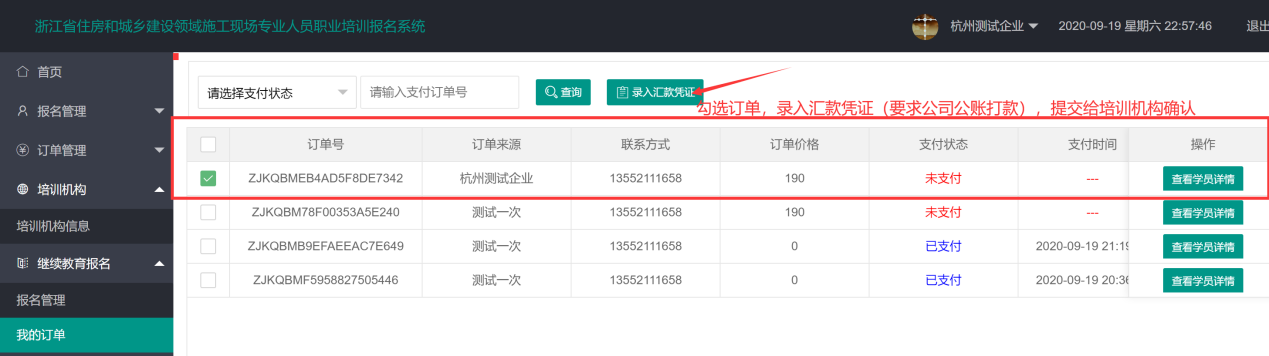 浙江省住房和城乡建设领域施工现场专业人员职业培训报名系统 杭州测试企业 2020-09-19 星期六 22:57:46 退出
首页
报名管理
订单管理
培训机构
培训机构信息
继续教育报名
报名管理
我的订单
请选择支付状态 请输入支付订单号 查询 录入汇款凭证
勾选订单，录入汇款凭证（要求公司公账打款），提交给培训机构确认
订单号 订单来源 联系方式 订单价格 支付状态 支付时间 操作
ZJKQBMEB4AD5F8DE7342 杭州测试企业 13552111658 190 未支付 --- 查看学员详情
ZJKQBM78F00353A5E240 测试一次 13552111658 190 未支付 --- 查看学员详情
ZJKQBMB9EFAEEAC7E649 测试一次 13552111658 0 已支付 2020-09-19 21:19 查看学员详情
ZJKQBMF5958827505446 测试一次 13552111658 0 已支付 2020-09-19 20:36 查看学员详情